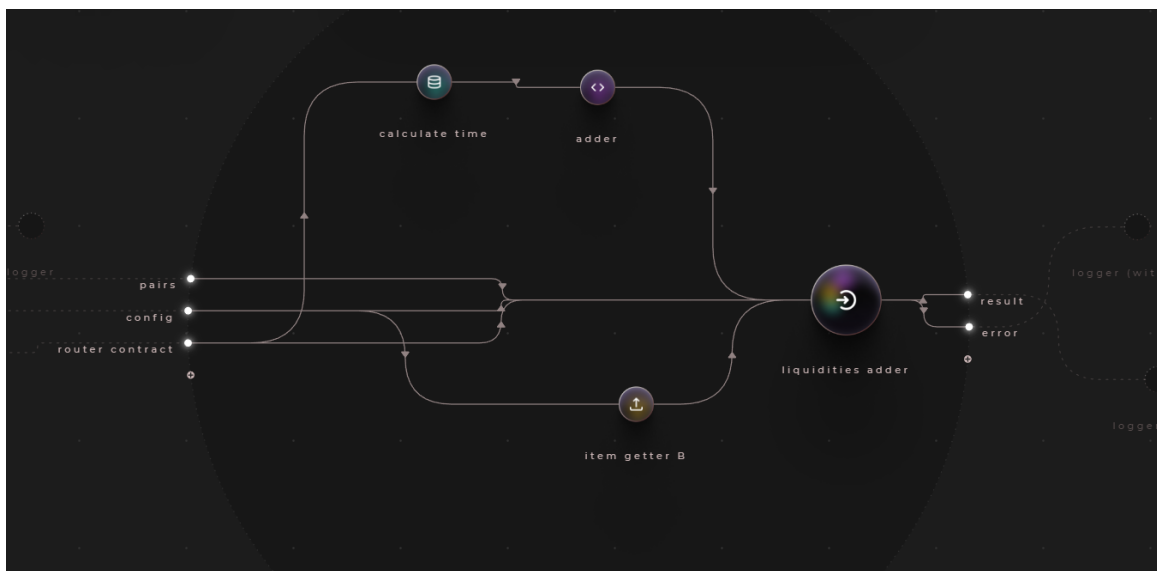 calculate time
adder
logger
logger (wit
pairs
result
config
error
router contract
liquidities adder
logger
item getter B